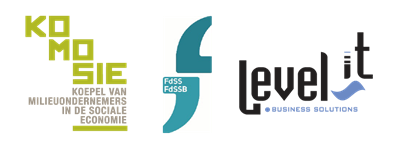 KO
MO
SIE
KOEPEL VAN
MILIEUONDERNEMERS
IN DE SOCIALE
ECONOMIE
FdSS
FdSSB
Level it
BUSINESS SOLUTIONS